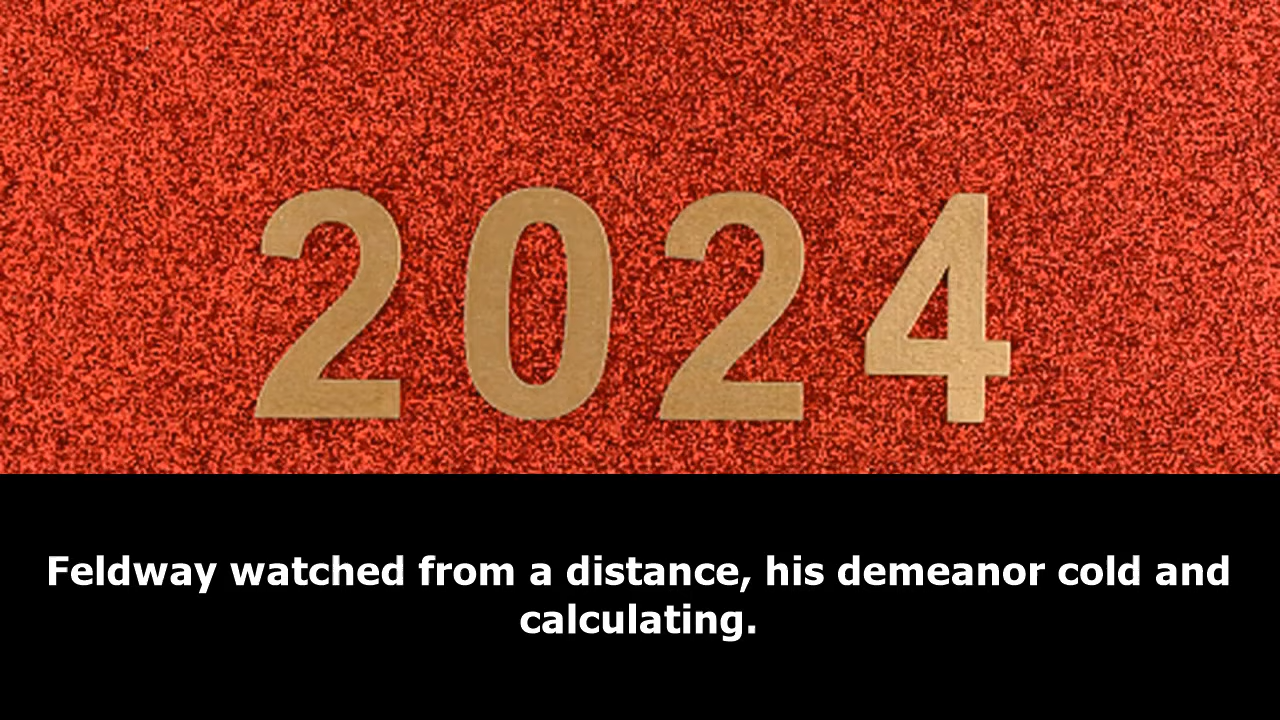 2024
Feldway watched from a distance, his demeanor cold and
calculating.